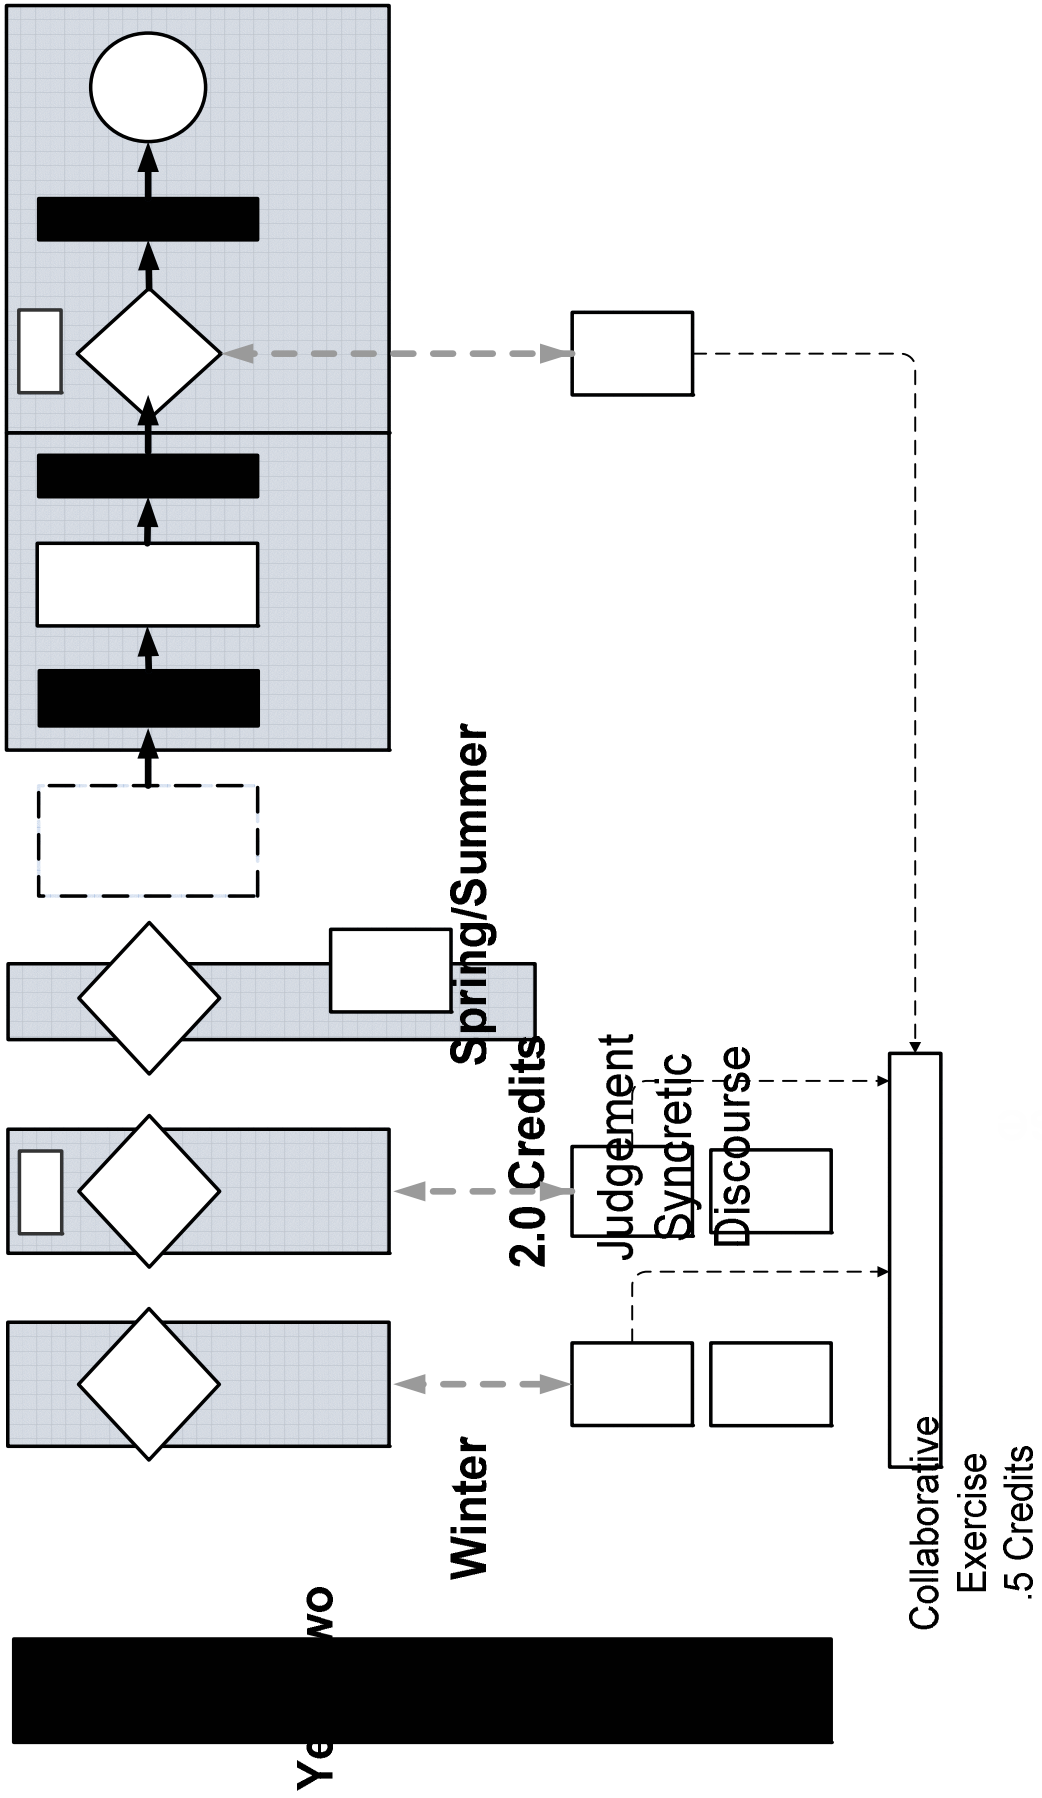 Spring/Summer
2.0 Credits
Judgement
Syncretic
Discourse
Winter
Collaborative
Exercise
.5 Credits